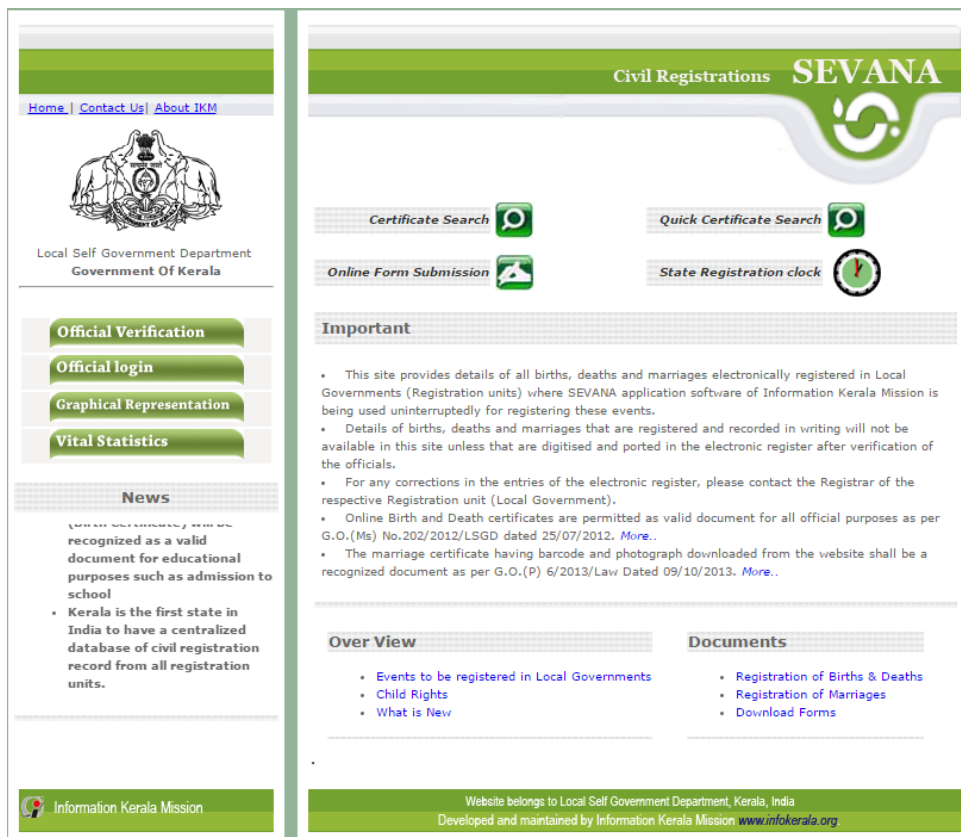 Home | Contact Us| About IKM
Local Self Government Department
Government Of Kerala
Official Verification
Official login
Graphical Representation
Vital Statistics
News
(Birth Certificate) will be
recognized as a valid
document for educational
purposes such as admission to
school
• Kerala is the first state in
India to have a centralized
database of civil registration
record from all registration
units.
Information Kerala Mission
Civil Registrations SEVANA
Certificate Search
Quick Certificate Search
Online Form Submission
State Registration clock
Important
• This site provides details of all births, deaths and marriages electronically registered in Local
Governments (Registration units) where SEVANA application software of Information Kerala Mission is
being used uninterruptedly for registering these events.
• Details of births, deaths and marriages that are registered and recorded in writing will not be
available in this site unless that are digitised and ported in the electronic register after verification of
the officials.
• For any corrections in the entries of the electronic register, please contact the Registrar of the
respective Registration unit (Local Government).
• Online Birth and Death certificates are permitted as valid document for all official purposes as per
G.O.(Ms) No.202/2012/LSGD dated 25/07/2012. More..
• The marriage certificate having barcode and photograph downloaded from the website shall be a
recognized document as per G.O.(P) 6/2013/Law Dated 09/10/2013. More..
Over View
• Events to be registered in Local Governments
• Child Rights
• What is New
Documents
• Registration of Births & Deaths
• Registration of Marriages
• Download Forms
.
Website belongs to Local Self Government Department, Kerala, India
Developed and maintained by Information Kerala Mission www.infokerala.org.